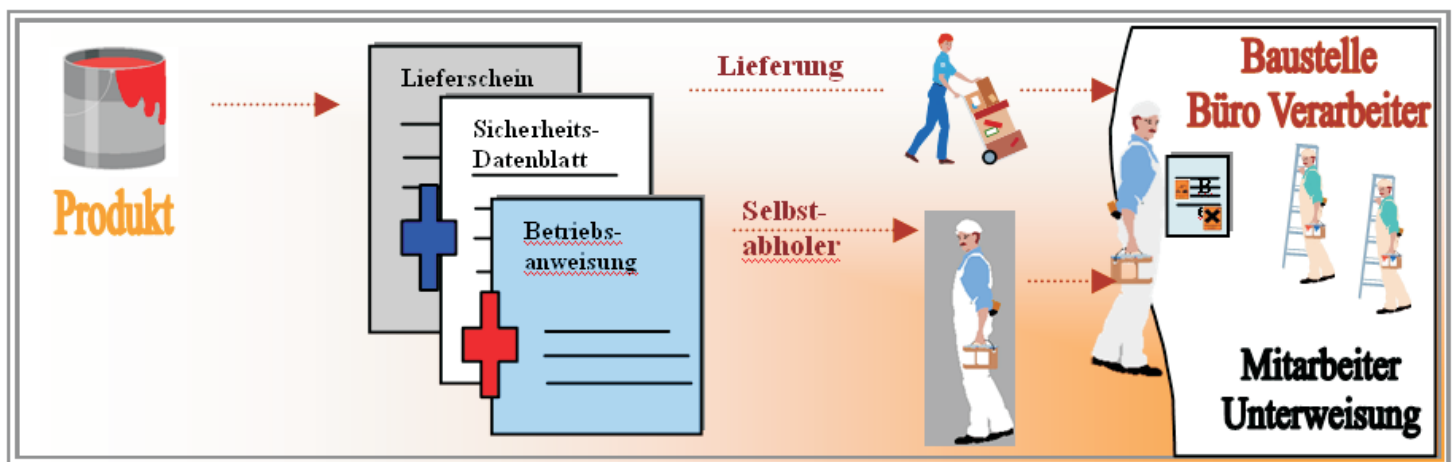 Produkt
Lieferschein
Sicherheits-
Datenblatt
Betriebs-
anweisung
Lieferung
Selbst-
abholer
Baustelle
Büro Verarbeiter
B
Mitarbeiter
Unterweisung